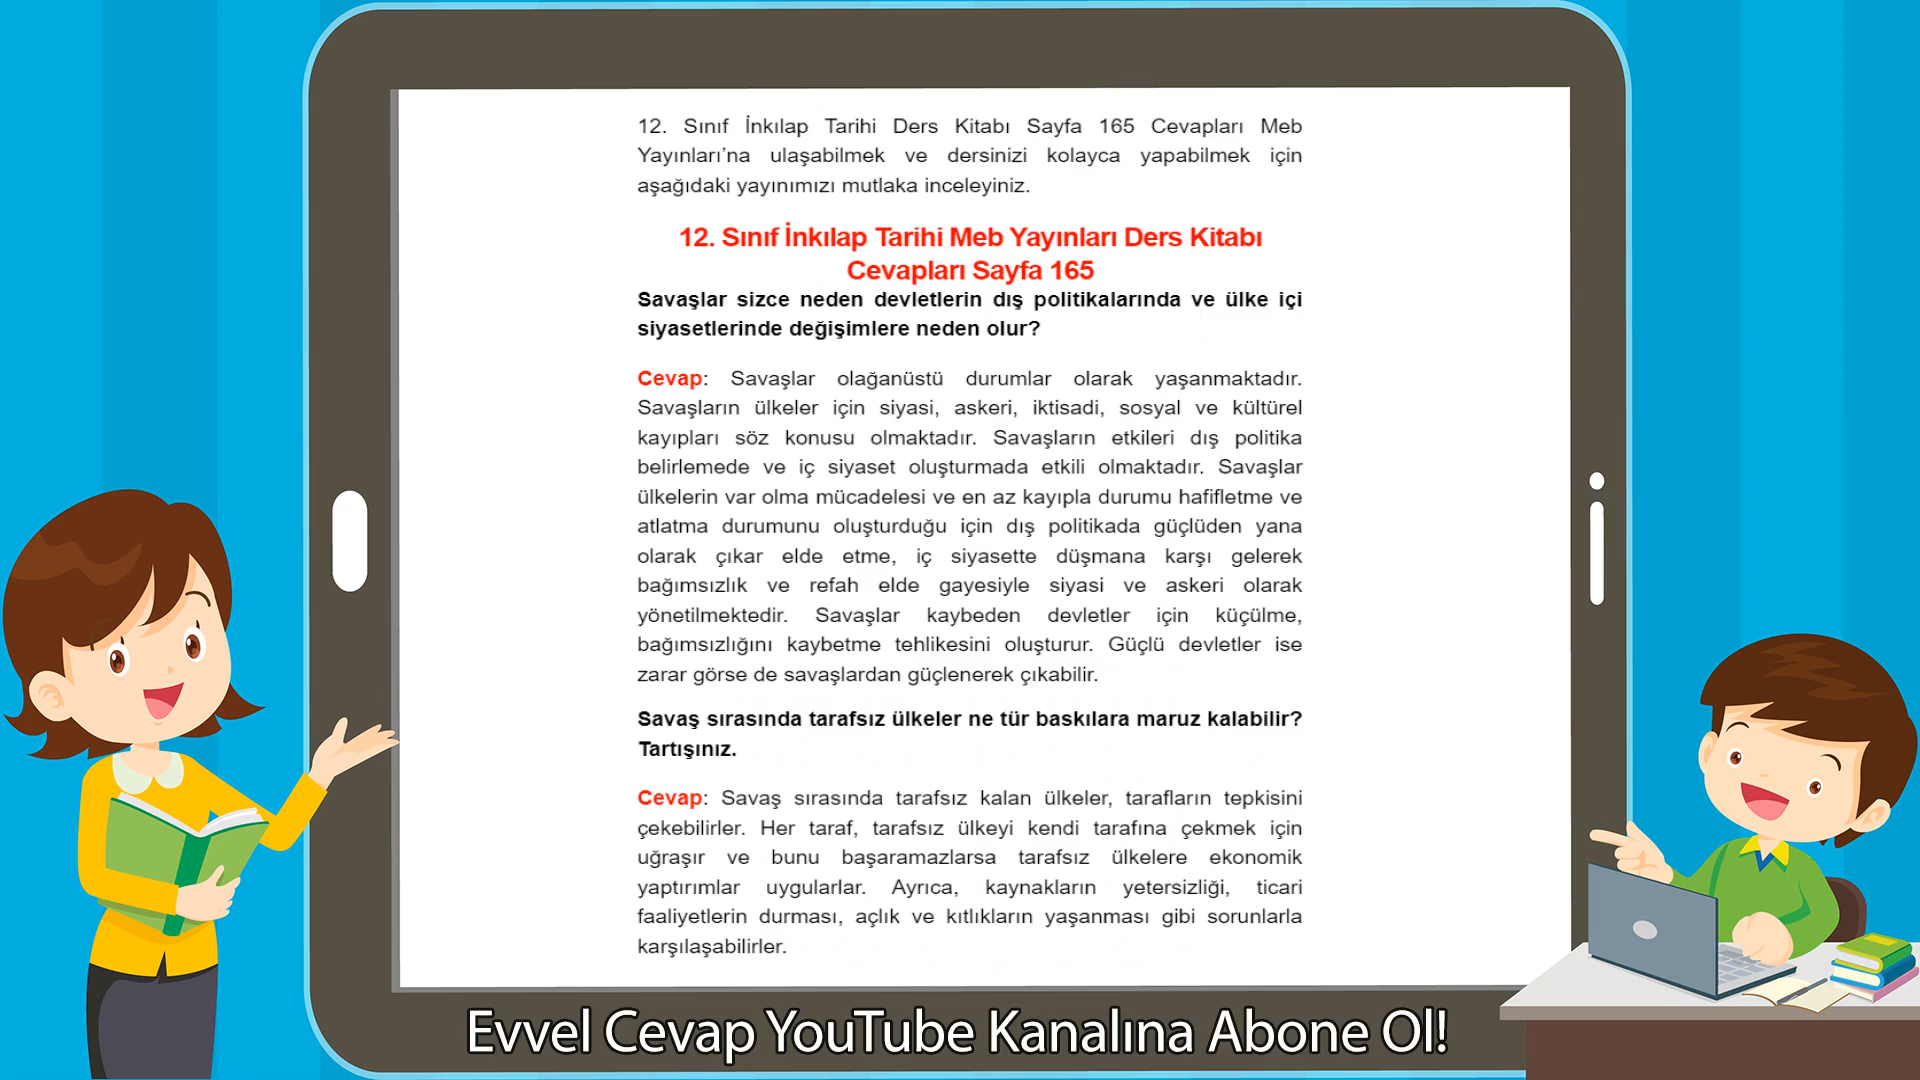 12. Sınıf İnkılap Tarihi Ders Kitabı Sayfa 165 Cevapları Meb
Yayınları’na ulaşabilmek ve dersinizi kolayca yapabilmek için
aşağıdaki yayınımızı mutlaka inceleyiniz.
12. Sınıf İnkılap Tarihi Meb Yayınları Ders Kitabı
Cevapları Sayfa 165
Savaşlar sizce neden devletlerin dış politikalarında ve ülke içi
siyasetlerinde değişimlere neden olur?
Cevap: Savaşlar olağanüstü durumlar olarak yaşanmaktadır.
Savaşların ülkeler için siyasi, askeri, iktisadi, sosyal ve kültürel
kayıpları söz konusu olmaktadır. Savaşların etkileri dış politika
belirlemede ve iç siyaset oluşturmada etkili olmaktadır. Savaşlar
ülkelerin var olma mücadelesi ve en az kayıpla durumu hafifletme ve
atlatma durumunu oluşturduğu için dış politikada güçlüden yana
olarak çıkar elde etme, iç siyasette düşmana karşı gelerek
bağımsızlık ve refah elde gayesiyle siyasi ve askeri olarak
yönetilmektedir. Savaşlar kaybeden devletler için küçülme,
bağımsızlığını kaybetme tehlikesini oluşturur. Güçlü devletler ise
zarar görse de savaşlardan güçlenerek çıkabilir.
Savaş sırasında tarafsız ülkeler ne tür baskılara maruz kalabilir?
Tartışınız.
Cevap: Savaş sırasında tarafsız kalan ülkeler, tarafların tepkisini
çekebilirler. Her taraf, tarafsız ülkeyi kendi tarafına çekmek için
uğraşır ve bunu başaramazlarsa tarafsız ülkelere ekonomik
yaptırımlar uygularlar. Ayrıca, kaynakların yetersizliği, ticari
faaliyetlerin durması, açlık ve kıtlıkların yaşanması gibi sorunlarla
karşılaşabilirler.
Evvel Cevap YouTube Kanalına Abone Ol!